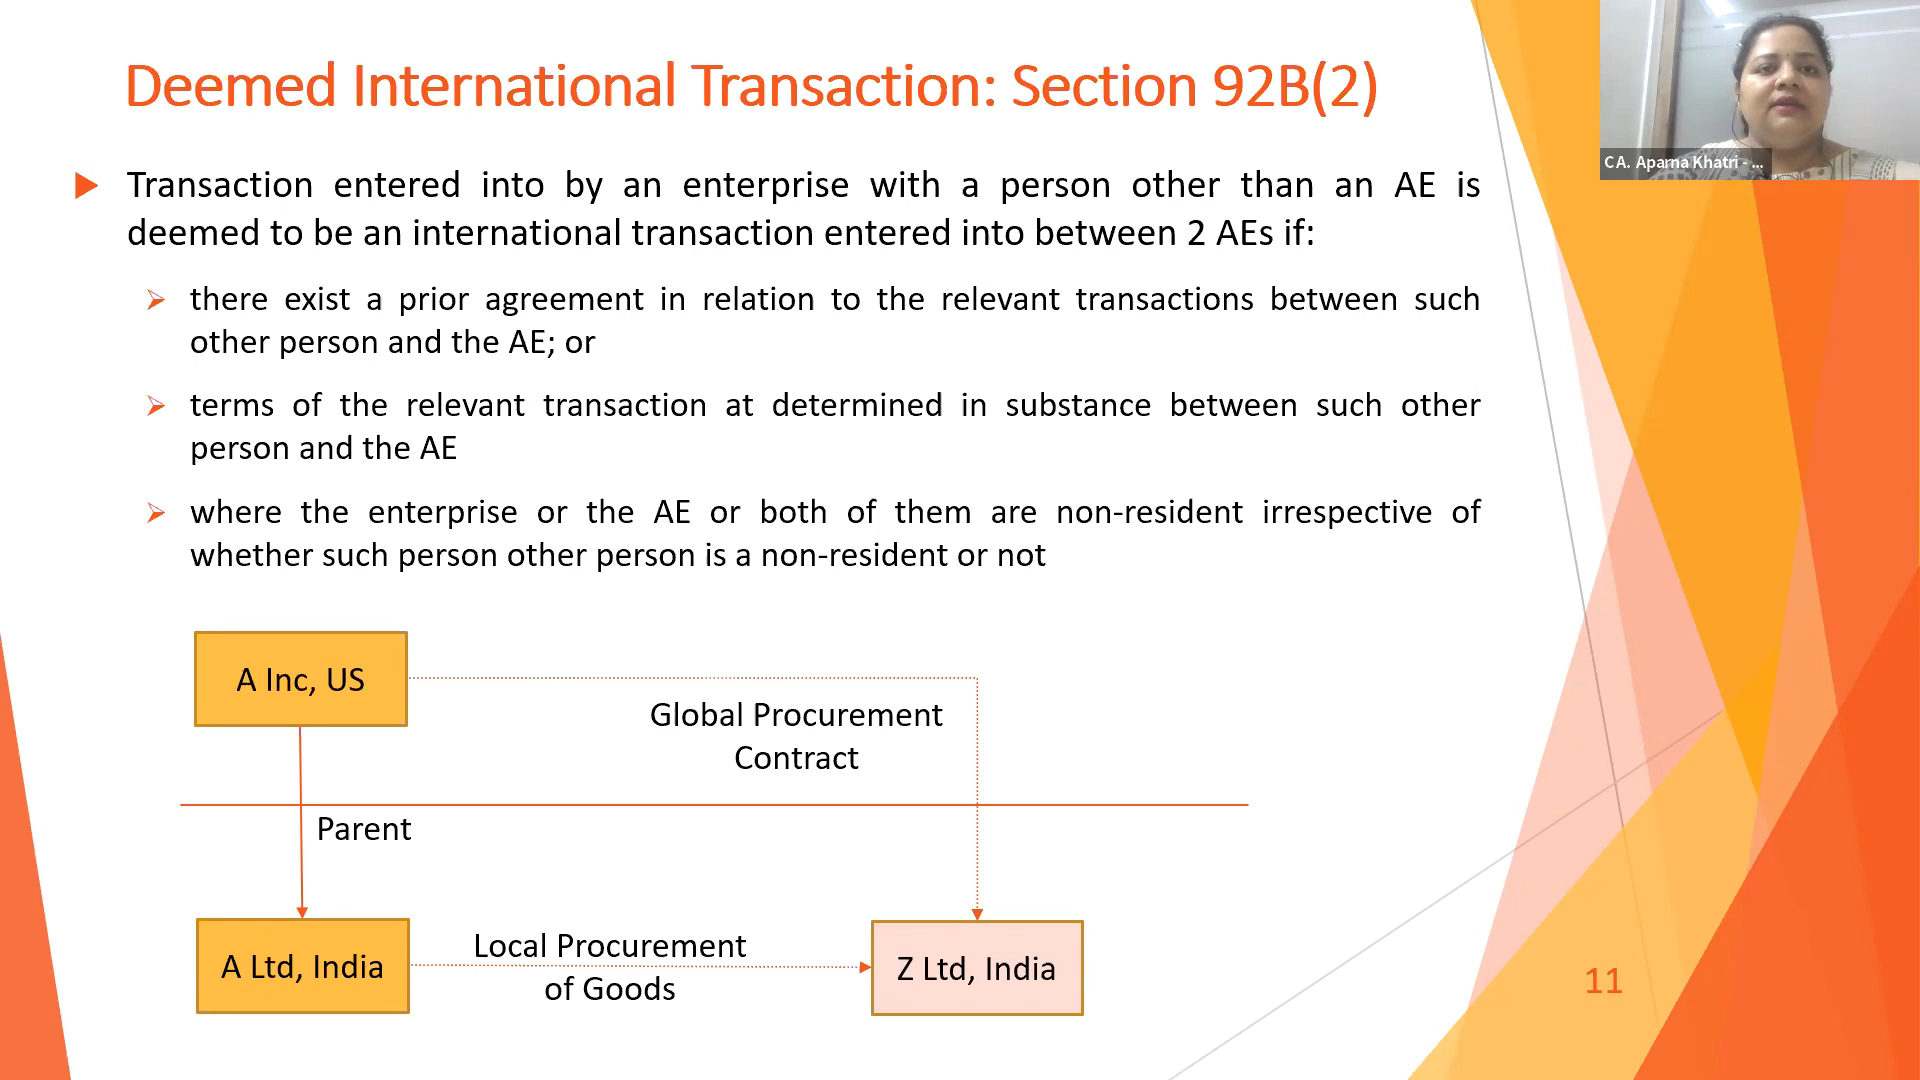 Deemed International Transaction: Section 92B(2)
Transaction entered into by an enterprise with a person other than an AE is
deemed to be an international transaction entered into between 2 AEs if:
there exist a prior agreement in relation to the relevant transactions between such
other person and the AE; or
terms of the relevant transaction at determined in substance between such other
person and the AE
where the enterprise or the AE or both of them are non-resident irrespective of
whether such person other person is a non-resident or not
A Inc, US
Global Procurement
Contract
Parent
A Ltd, India
Local Procurement
of Goods
Z Ltd, India
11
CA. Aparna Khatri - ...